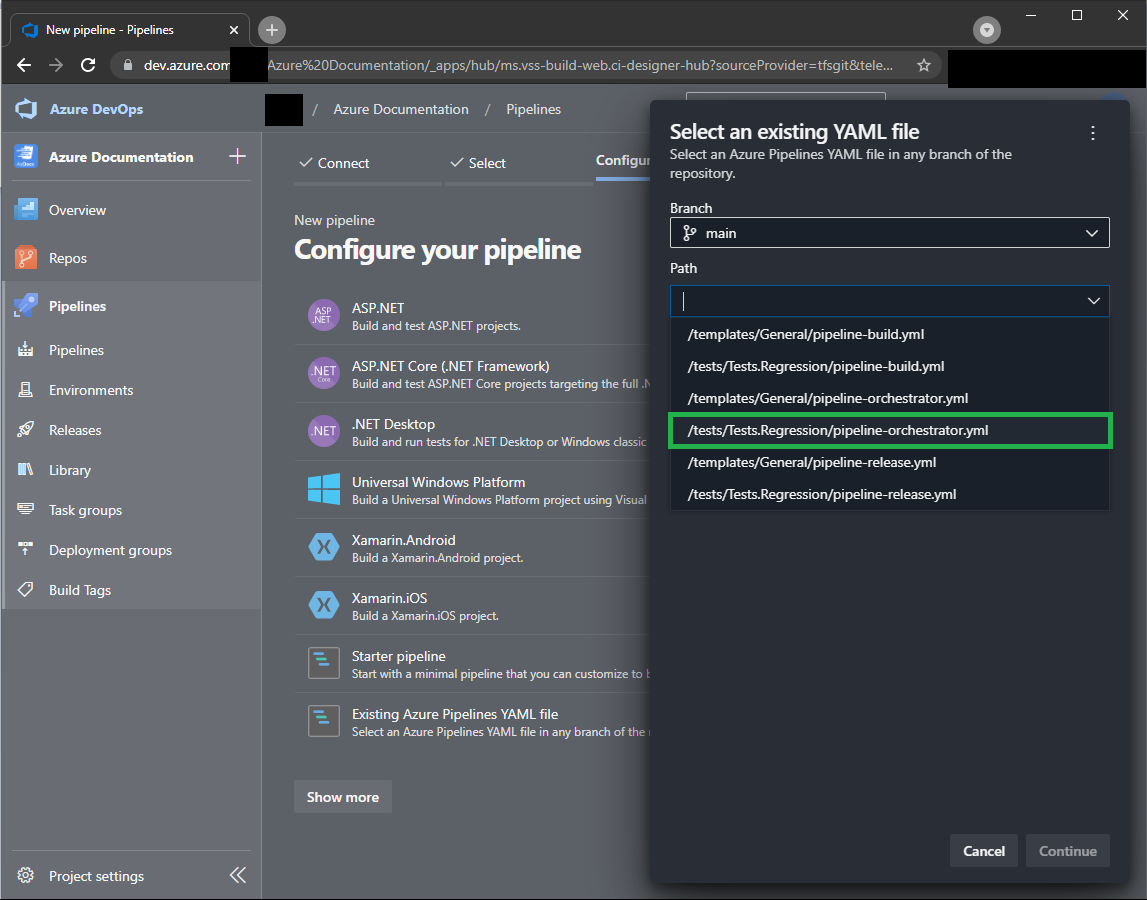 New pipeline - Pipelines
dev.azure.com
Azure%20Documentation/_apps/hub/ms.vss-build-web.ci-designer-hub?sourceProvider=tfsgit&tele...
Azure DevOps
/ Azure Documentation / Pipelines
Azure Documentation
Overview
Repos
Pipelines
Pipelines
Environments
Releases
Library
Task groups
Deployment groups
Build Tags
Project settings
Connect
Select
Configur
New pipeline
Configure your pipeline
ASP.NET
Build and test ASP.NET projects.
ASP.NET Core (.NET Framework)
Build and test ASP.NET Core projects targeting the full .N
.NET Desktop
Build and run tests for .NET Desktop or Windows classic
Universal Windows Platform
Build a Universal Windows Platform project using Visual
Xamarin.Android
Build a Xamarin.Android project.
Xamarin.iOS
Build a Xamarin.iOS project.
Starter pipeline
Start with a minimal pipeline that you can customize to b
Existing Azure Pipelines YAML file
Select an Azure Pipelines YAML file in any branch of the r
Show more
Select an existing YAML file
Select an Azure Pipelines YAML file in any branch of the
repository.
Branch
main
Path
/templates/General/pipeline-build.yml
/tests/Tests.Regression/pipeline-build.yml
/templates/General/pipeline-orchestrator.yml
/tests/Tests.Regression/pipeline-orchestrator.yml
/templates/General/pipeline-release.yml
/tests/Tests.Regression/pipeline-release.yml
Cancel
Continue